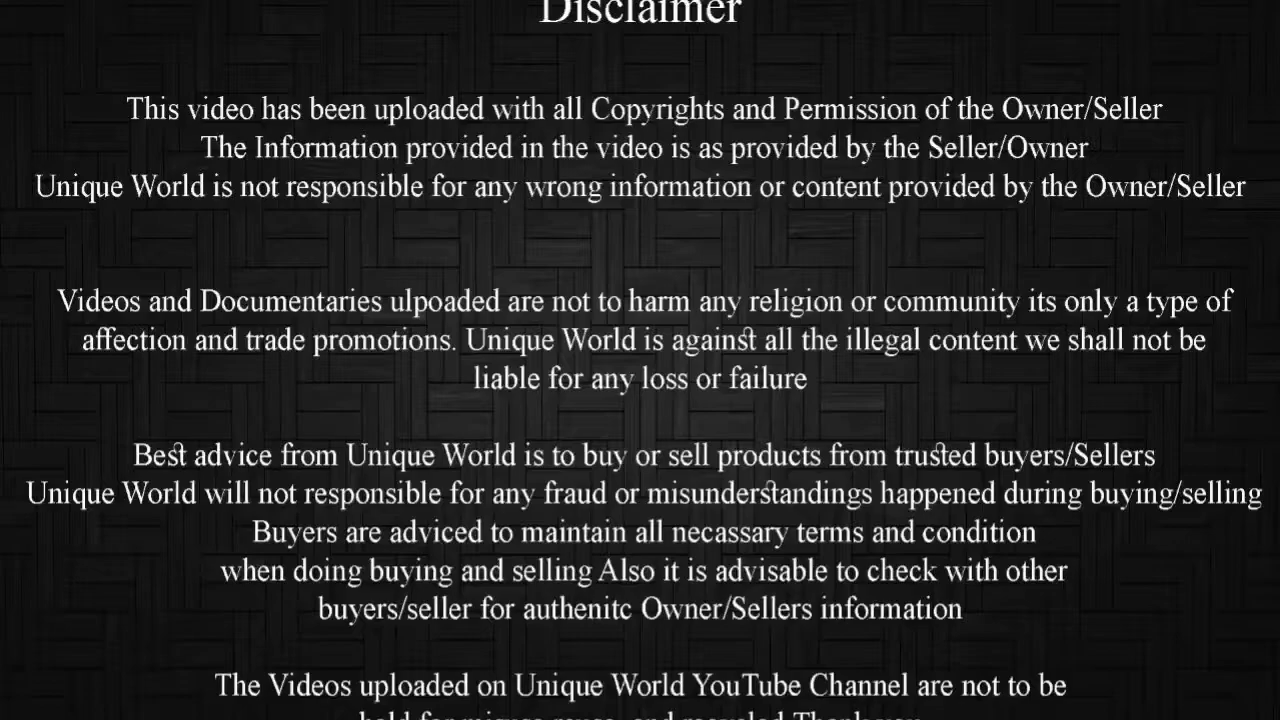 Disclaimer
This video has been uploaded with all Copyrights and Permission of the Owner/Seller
The Information provided in the video is as provided by the Seller/Owner
Unique World is not responsible for any wrong information or content provided by the Owner/Seller
Videos and Documentaries ulpoaded are not to harm any religion or community its only a type of
affection and trade promotions. Unique World is against all the illegal content we shall not be
liable for any loss or failure
Best advice from Unique World is to buy or sell products from trusted buyers/Sellers
Unique World will not responsible for any fraud or misunderstandings happened during buying/selling
Buyers are adviced to maintain all necassary terms and condition
when doing buying and selling Also it is advisable to check with other
buyers/seller for authenitc Owner/Sellers information
The Videos uploaded on Unique World YouTube Channel are not to be